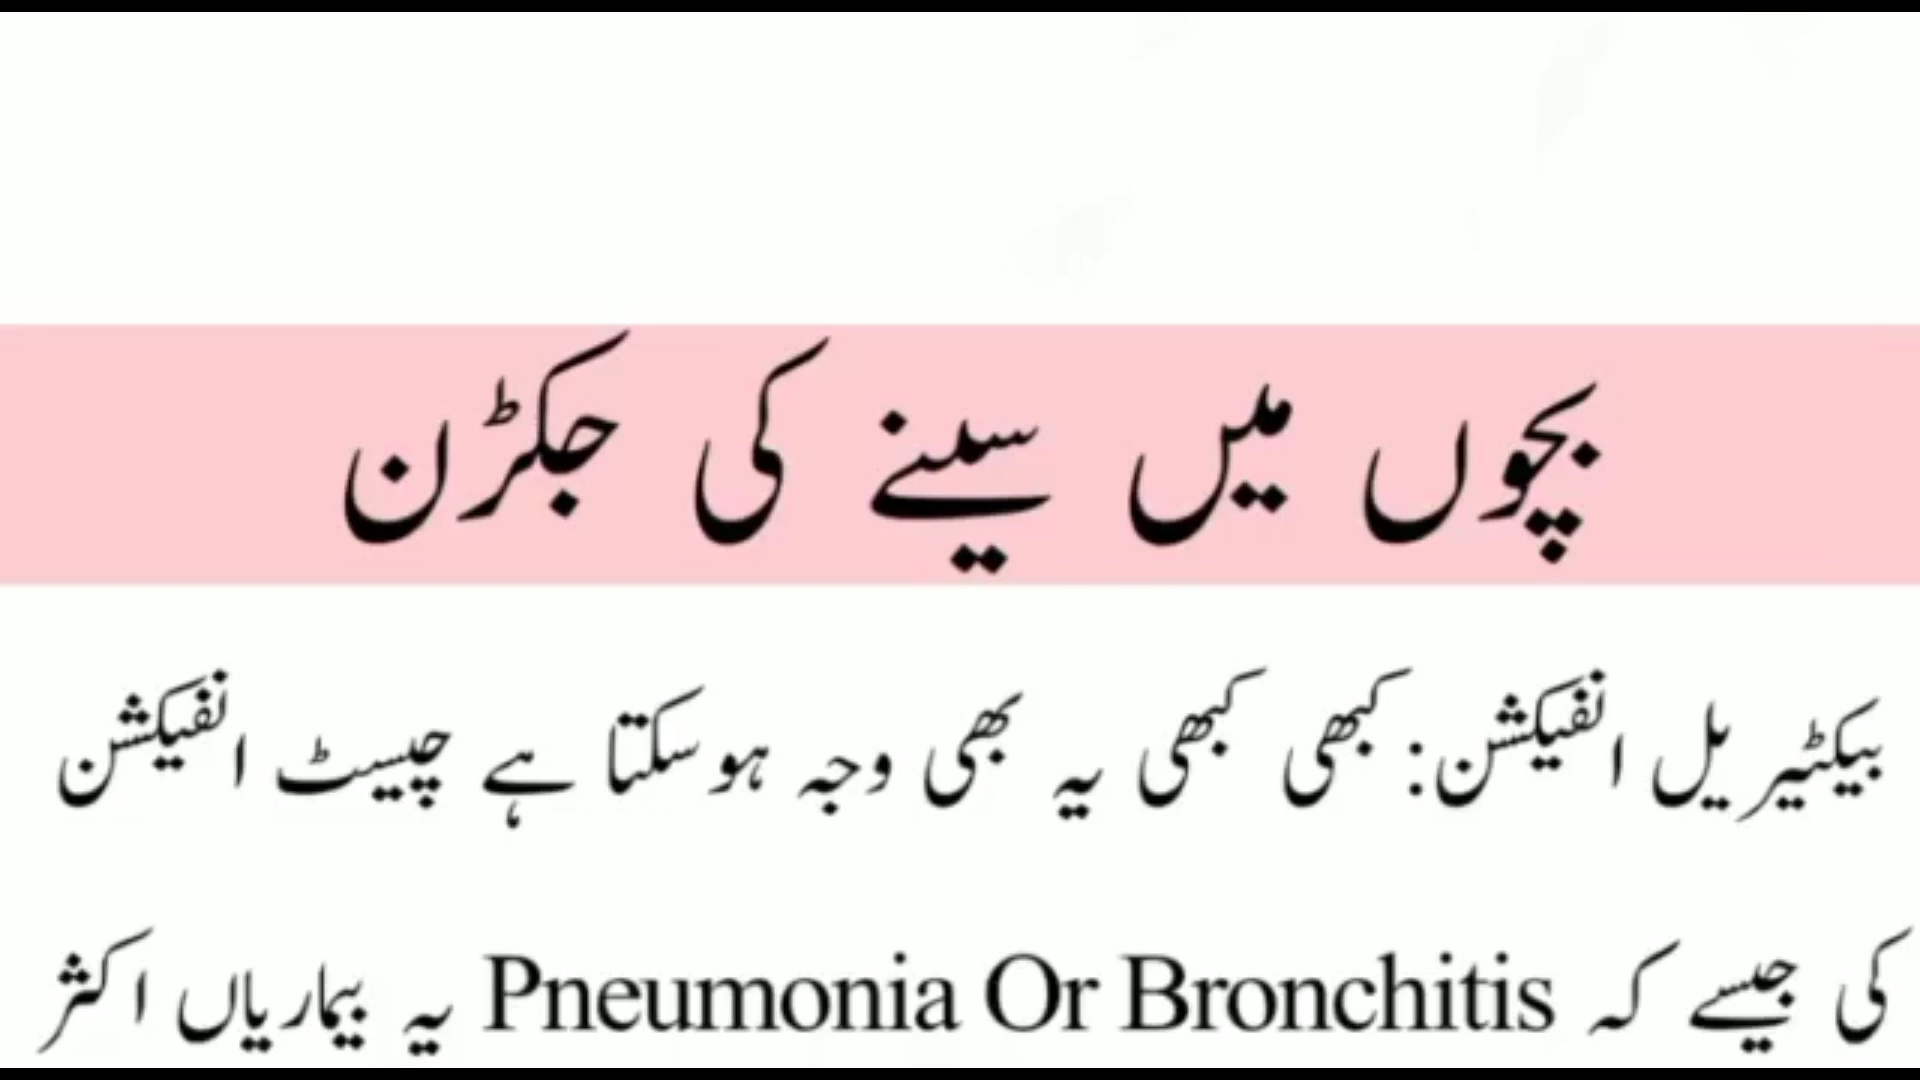 بچوں میں سینے کی جکڑن
بیکٹیریل انفیکشن: کبھی کبھی یہ بھی وجہ ہوسکتا ہے چیسٹ انفیکشن
کی جیسے کہ Pneumonia Or Bronchitis یہ بیماریاں اکثر